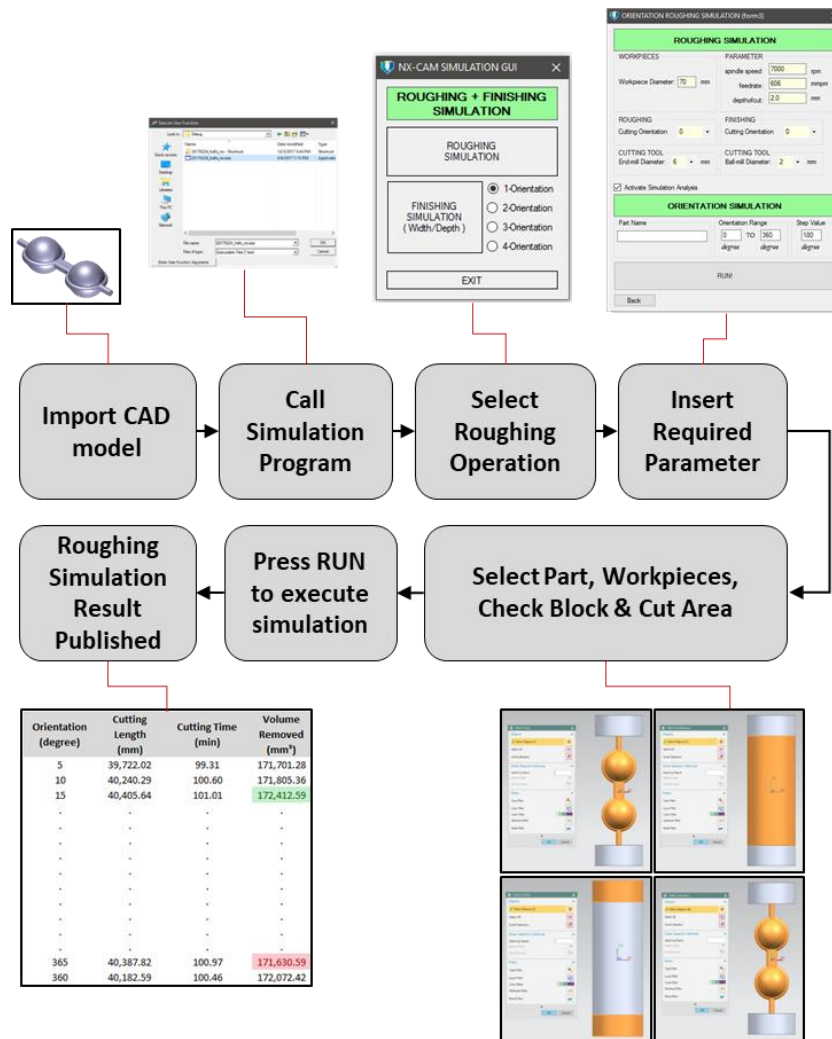 ORIENTATION ROUGHING SIMULATION (form3)
ROUGHING SIMULATION
WORKPIECES
PARAMETER
Workpiece Diameter: 70 mm
spindle speed: 7000 rpm
feedrate: 606 mmpm
depthofcut: 2.0 mm
ROUGHING
FINISHING
Cutting Orientation 0
Cutting Orientation 0
CUTTING TOOL
CUTTING TOOL
End-mill Diameter: 6 mm
Ball-mill Diameter: 2 mm
Activate Simulation Analysis
ORIENTATION SIMULATION
Part Name
Orientation Range
Step Value
0 TO 360
180
degree degree degree
RUN!
Back
NX-CAM SIMULATION GUI
ROUGHING + FINISHING
SIMULATION
ROUGHING
SIMULATION
FINISHING
SIMULATION
( Width/Depth )
1-Orientation
2-Orientation
3-Orientation
4-Orientation
EXIT
Import CAD
model
Call
Simulation
Program
Select
Roughing
Operation
Insert
Required
Parameter
Roughing
Simulation
Result
Published
Press RUN
to execute
simulation
Select Part, Workpieces,
Check Block & Cut Area
Orientation (degree) Cutting Length (mm) Cutting Time (min) Volume Removed (mm³)
5 39,722.02 99.31 171,701.28
10 40,240.29 100.60 171,805.36
15 40,405.64 101.01 172,412.59
. . . .
. . . .
. . . .
. . . .
. . . .
. . . .
. . . .
. . . .
365 40,387.82 100.97 171,630.59
360 40,182.59 100.46 172,072.42